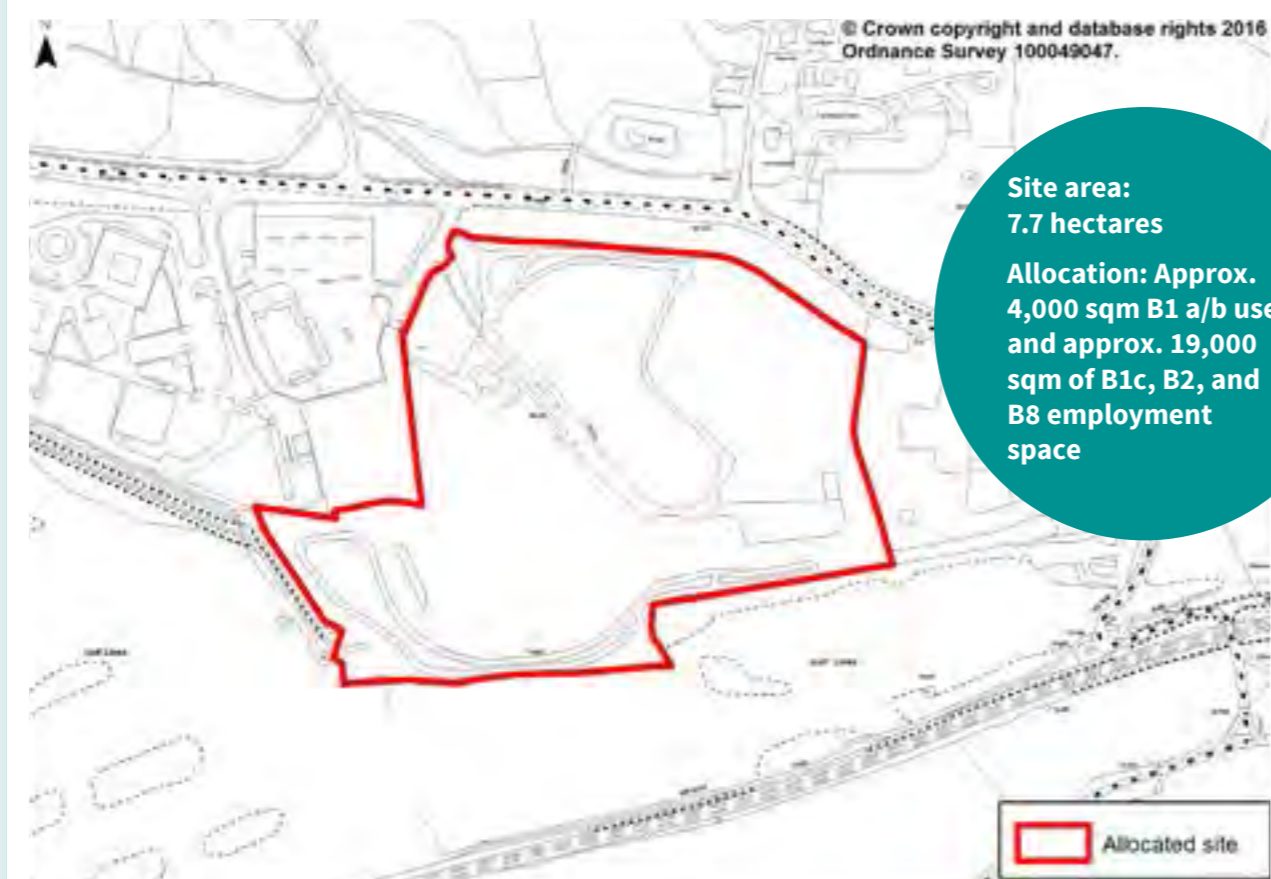 N
© Crown copyright and database rights 2016
Ordnance Survey 100049047.
Site area:
7.7 hectares
Allocation: Approx.
4,000 sqm B1 a/b use
and approx. 19,000
sqm of B1c, B2, and
B8 employment
space
Allocated site